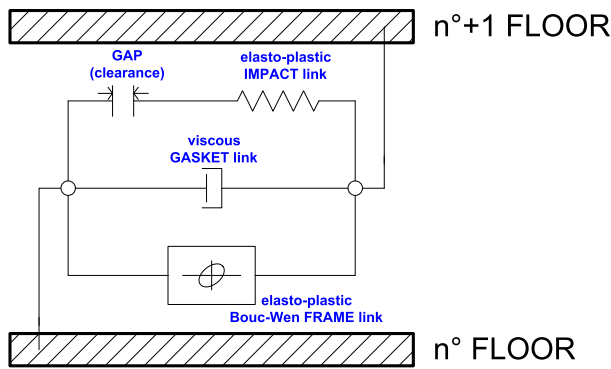 n°+1 FLOOR
GAP
(clearance)
elasto-plastic
IMPACT link
viscous
GASKET link
elasto-plastic
Bouc-Wen FRAME link
n° FLOOR